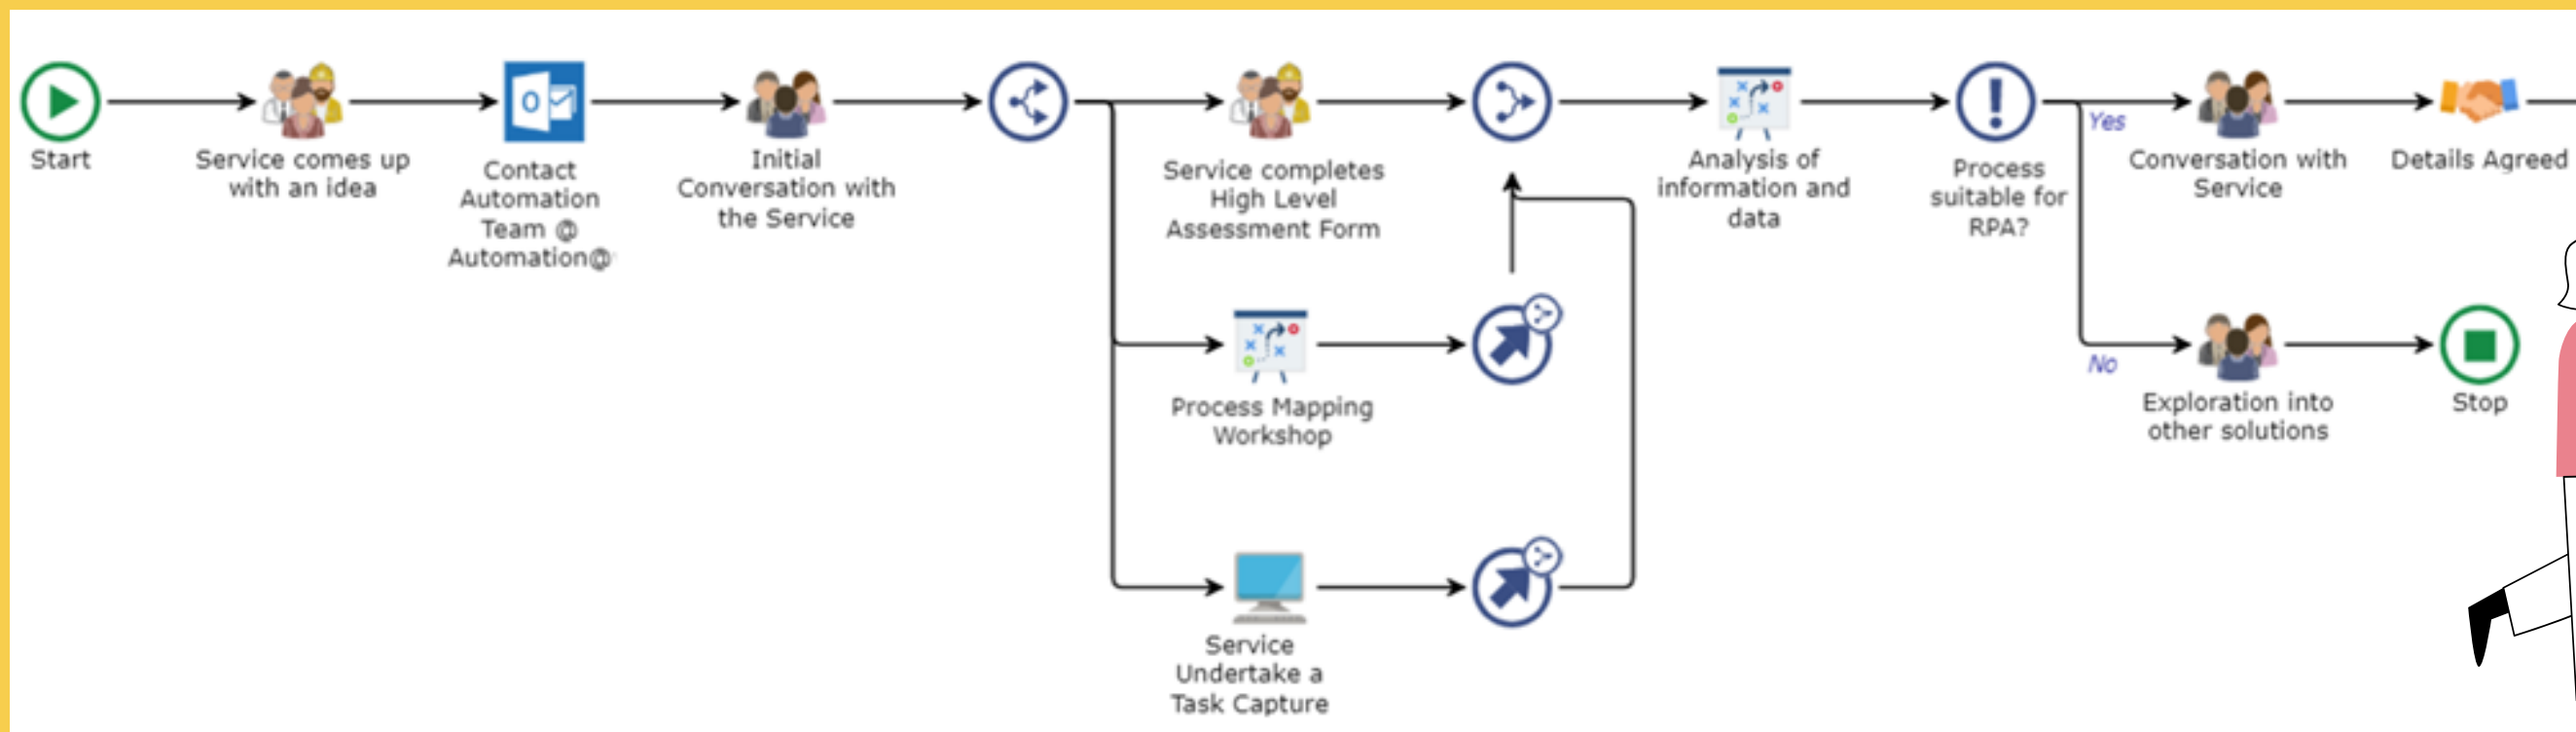 Start
Service comes up
with an idea
Contact
Automation
Team @
Automation@
Initial
Conversation with
the Service
Service completes
High Level
Assessment Form
Process Mapping
Workshop
Service
Undertake a
Task Capture
Analysis of
information and
data
Process
suitable for
RPA?
Yes
No
Conversation with
Service
Details Agreed
Exploration into
other solutions
Stop